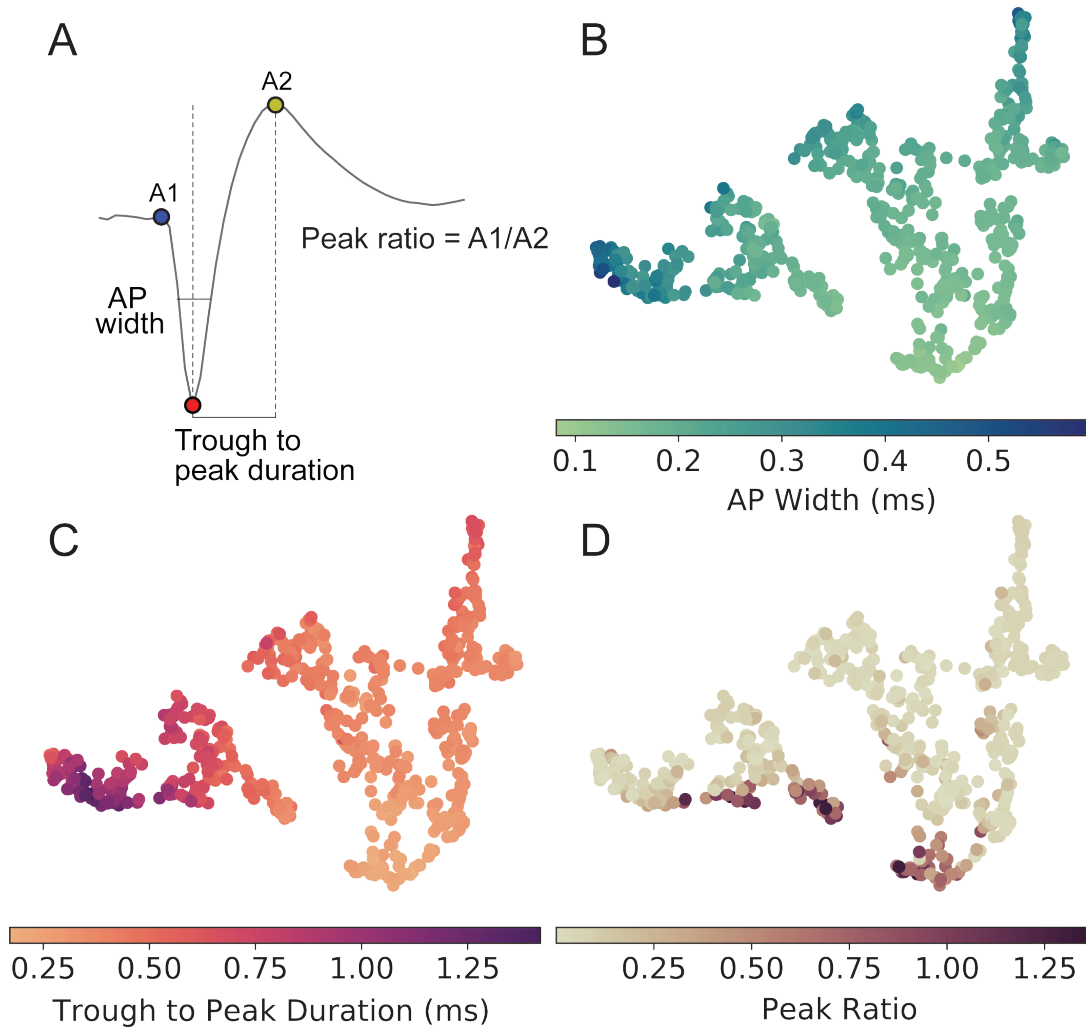 A
A2
A1
Peak ratio = A1/A2
AP
width
Trough to
peak duration
B
0.1 0.2 0.3 0.4 0.5
AP Width (ms)
C
0.25 0.50 0.75 1.00 1.25
Trough to Peak Duration (ms)
D
0.25 0.50 0.75 1.00 1.25
Peak Ratio